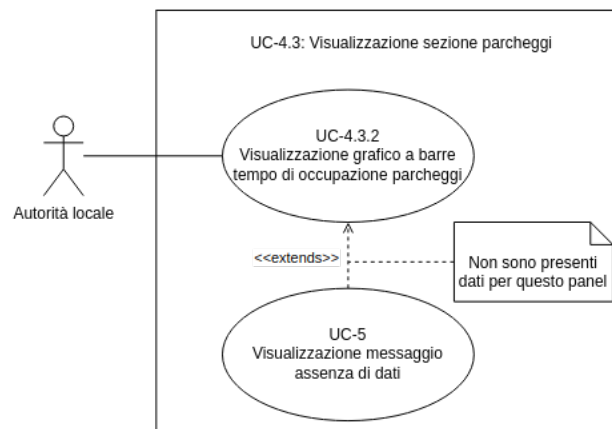 UC-4.3: Visualizzazione sezione parcheggi
UC-4.3.2
Visualizzazione grafico a barre
tempo di occupazione parcheggi
Autorità locale
<<extends>>
Non sono presenti
dati per questo panel
UC-5
Visualizzazione messaggio
assenza di dati